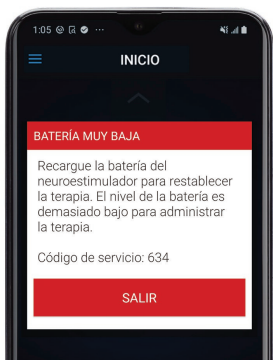 1:05
INICIO
BATERÍA MUY BAJA
Recargue la batería del
neuroestimulador para restablecer
la terapia. El nivel de la batería es
demasiado bajo para administrar
la terapia.
Código de servicio: 634
SALIR